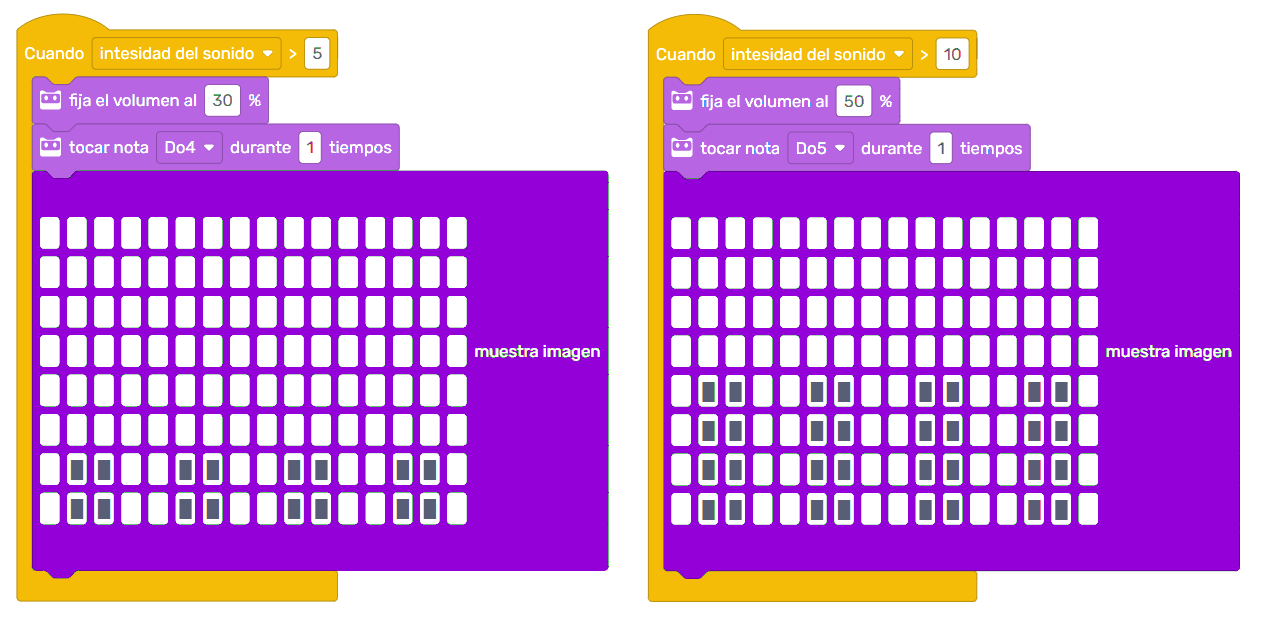 Cuando intesidad del sonido > 5
fija el volumen al 30 %
tocar nota Do4 durante 1 tiempos
muestra imagen
Cuando intesidad del sonido > 10
fija el volumen al 50 %
tocar nota Do5 durante 1 tiempos
muestra imagen